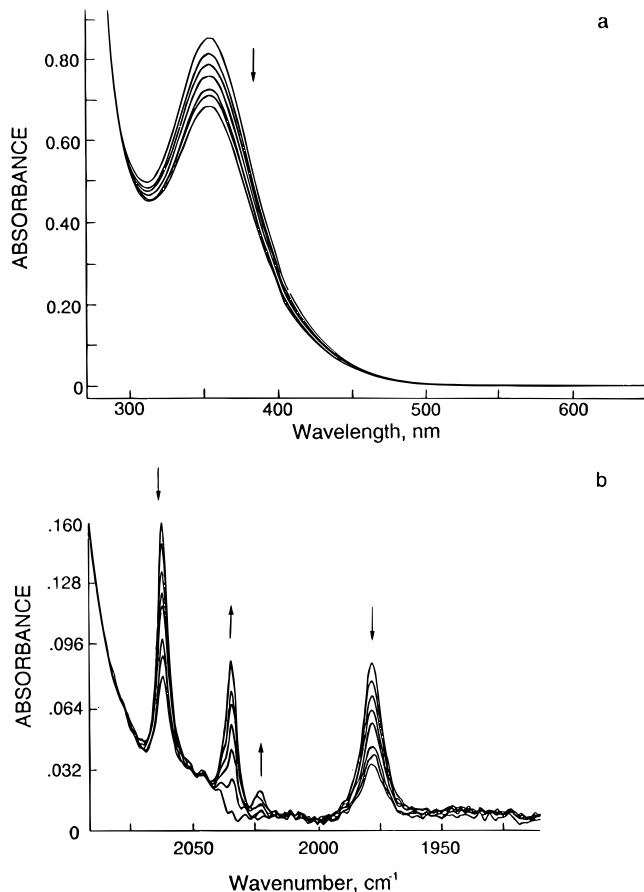 a
0.80
0.60
0.40
0.20
0
ABSORBANCE
300 400 500 600
Wavelength, nm
b
.160
.128
.096
.064
.032
0
ABSORBANCE
2050 2000 1950
Wavenumber, cm⁻¹